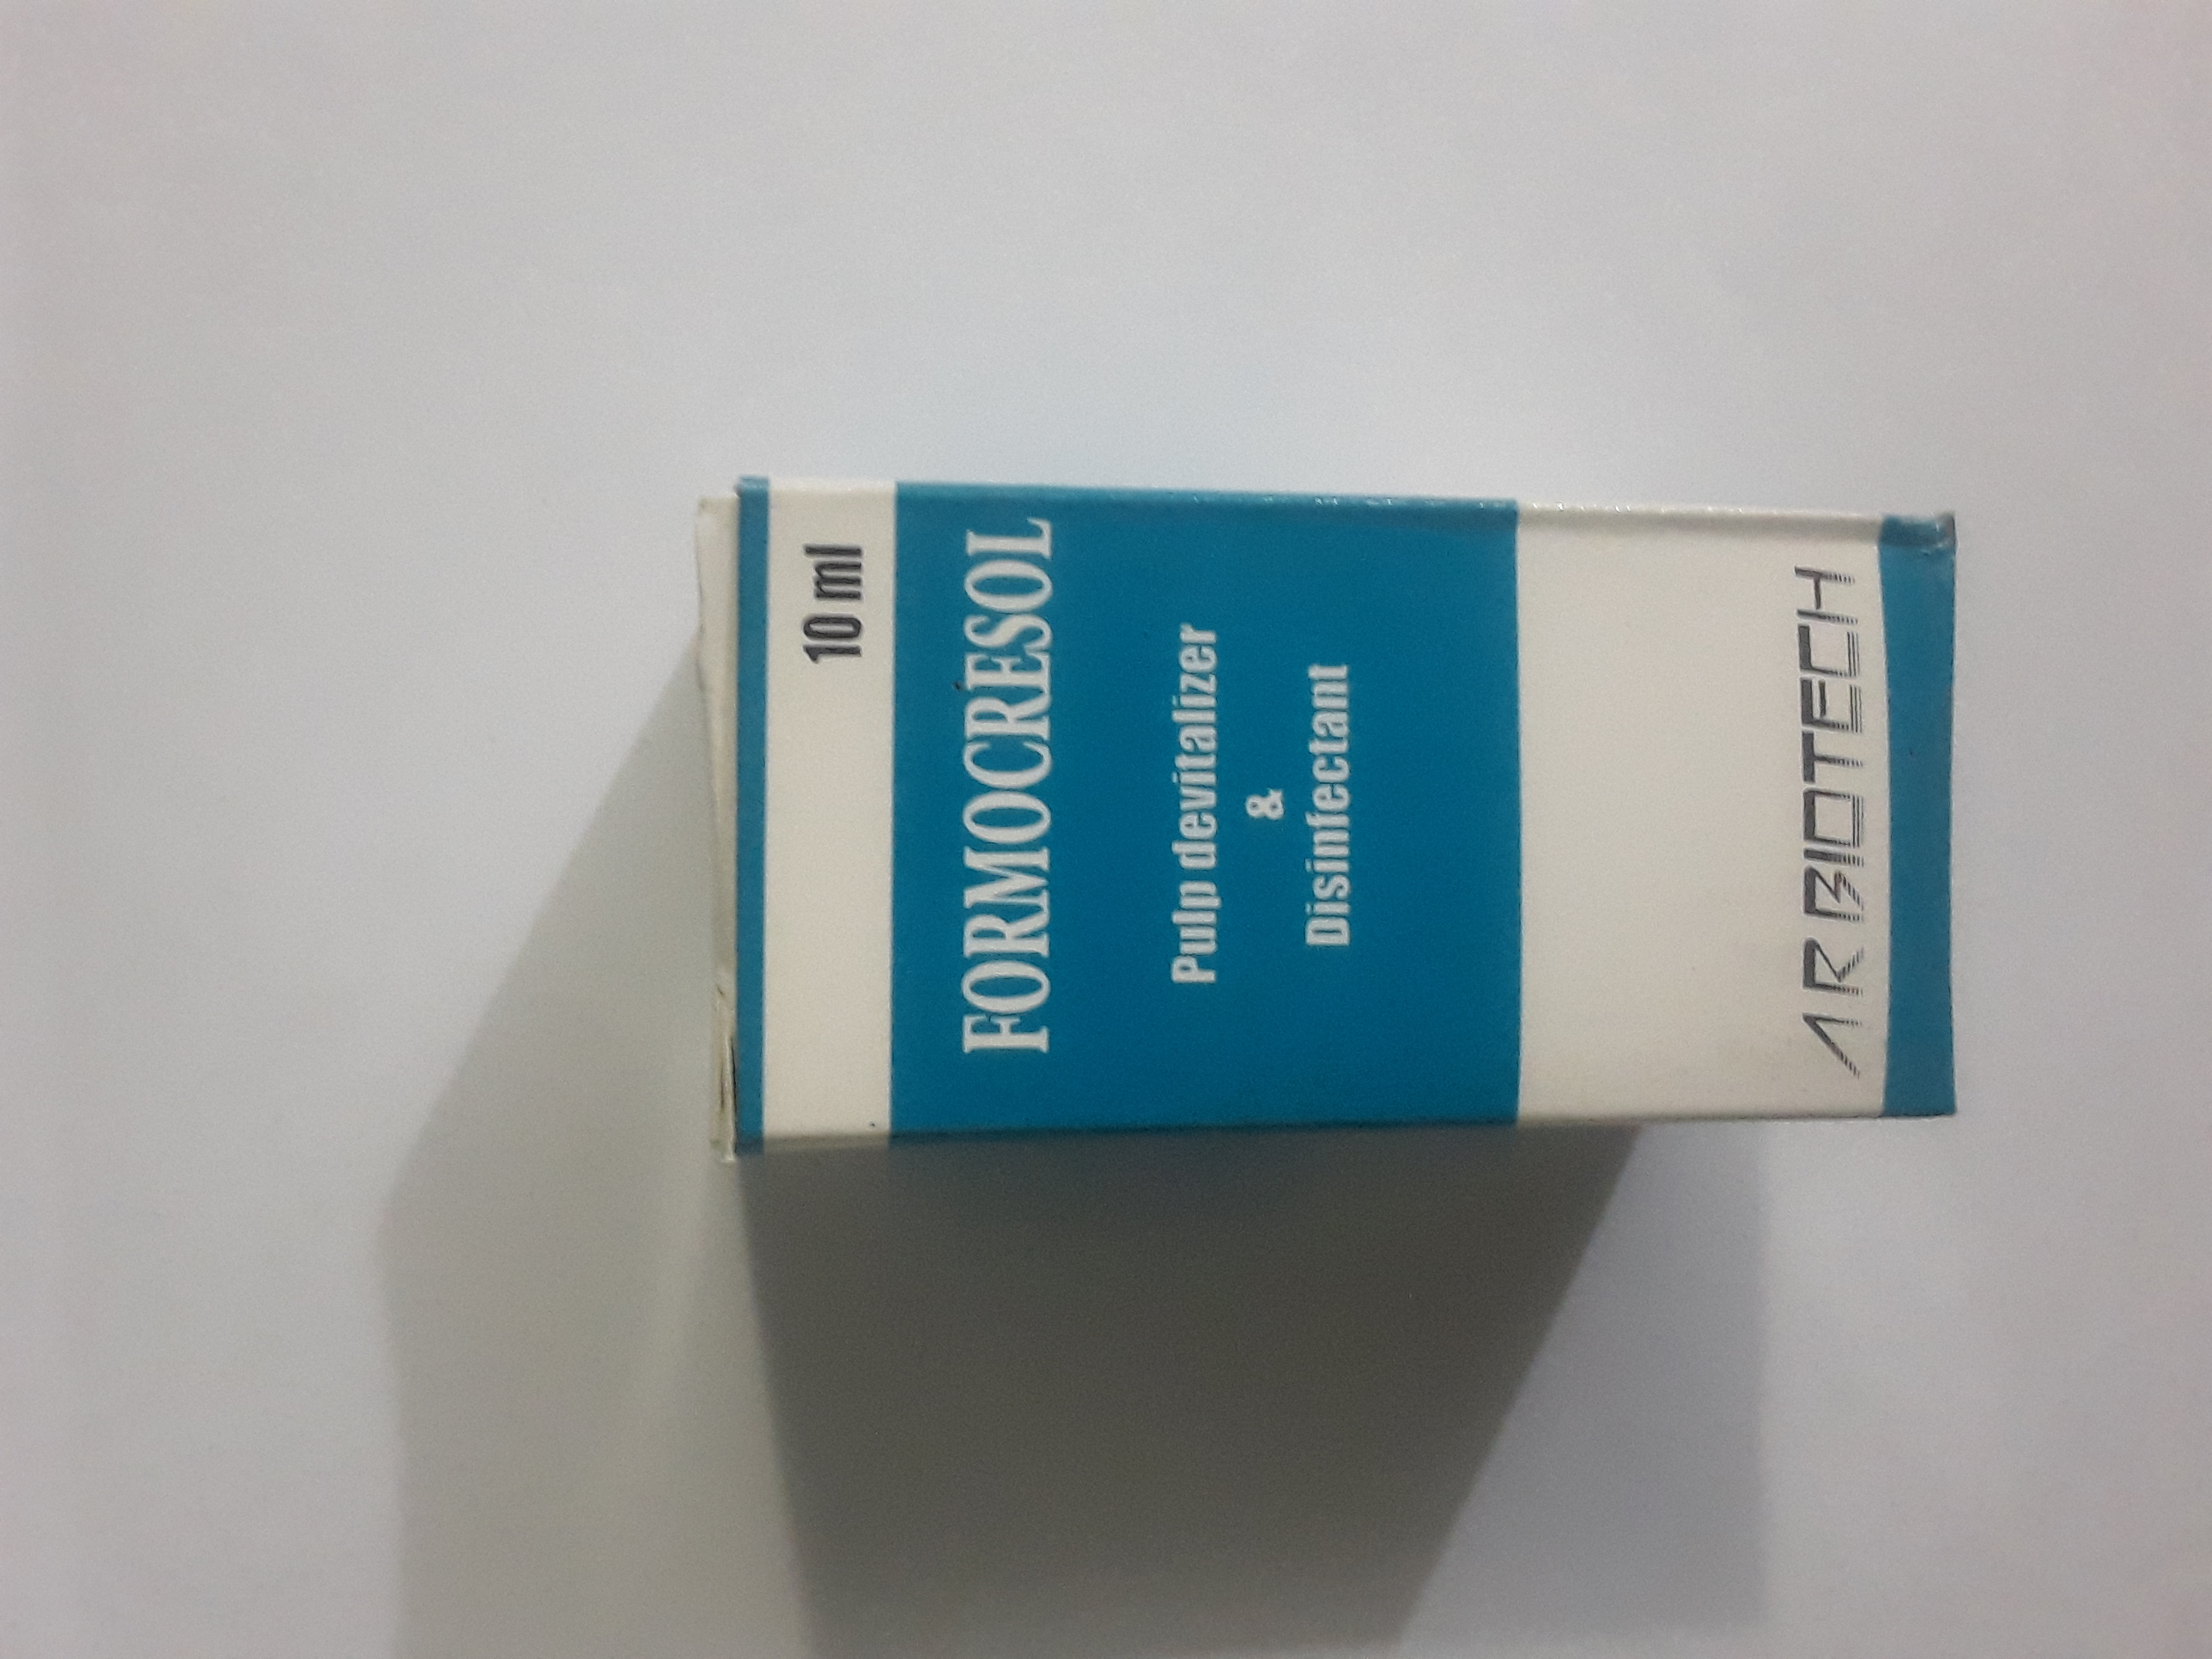 10 ml
FORMOCRESOL
Pulp devitalizer
&
Disinfectant
AR BIOTECH